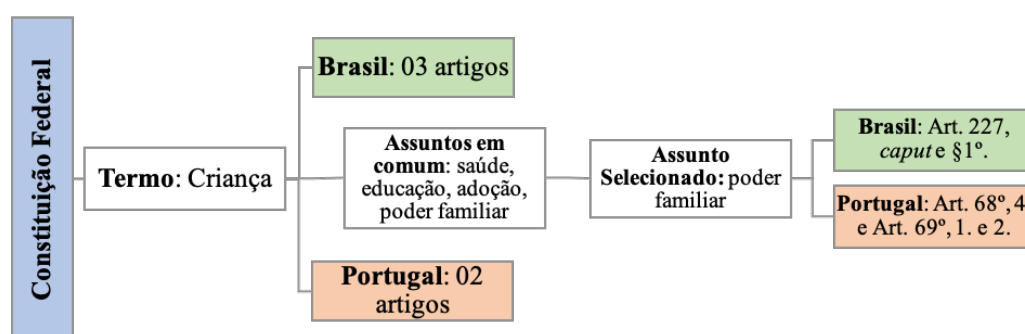 Constituição Federal
Termo: Criança
Brasil: 03 artigos
Assuntos em
comum: saúde,
educação, adoção,
poder familiar
Portugal: 02
artigos
Assunto
Selecionado: poder
familiar
Brasil: Art. 227,
caput e §1º.
Portugal: Art. 68º, 4
e Art. 69º, 1. e 2.